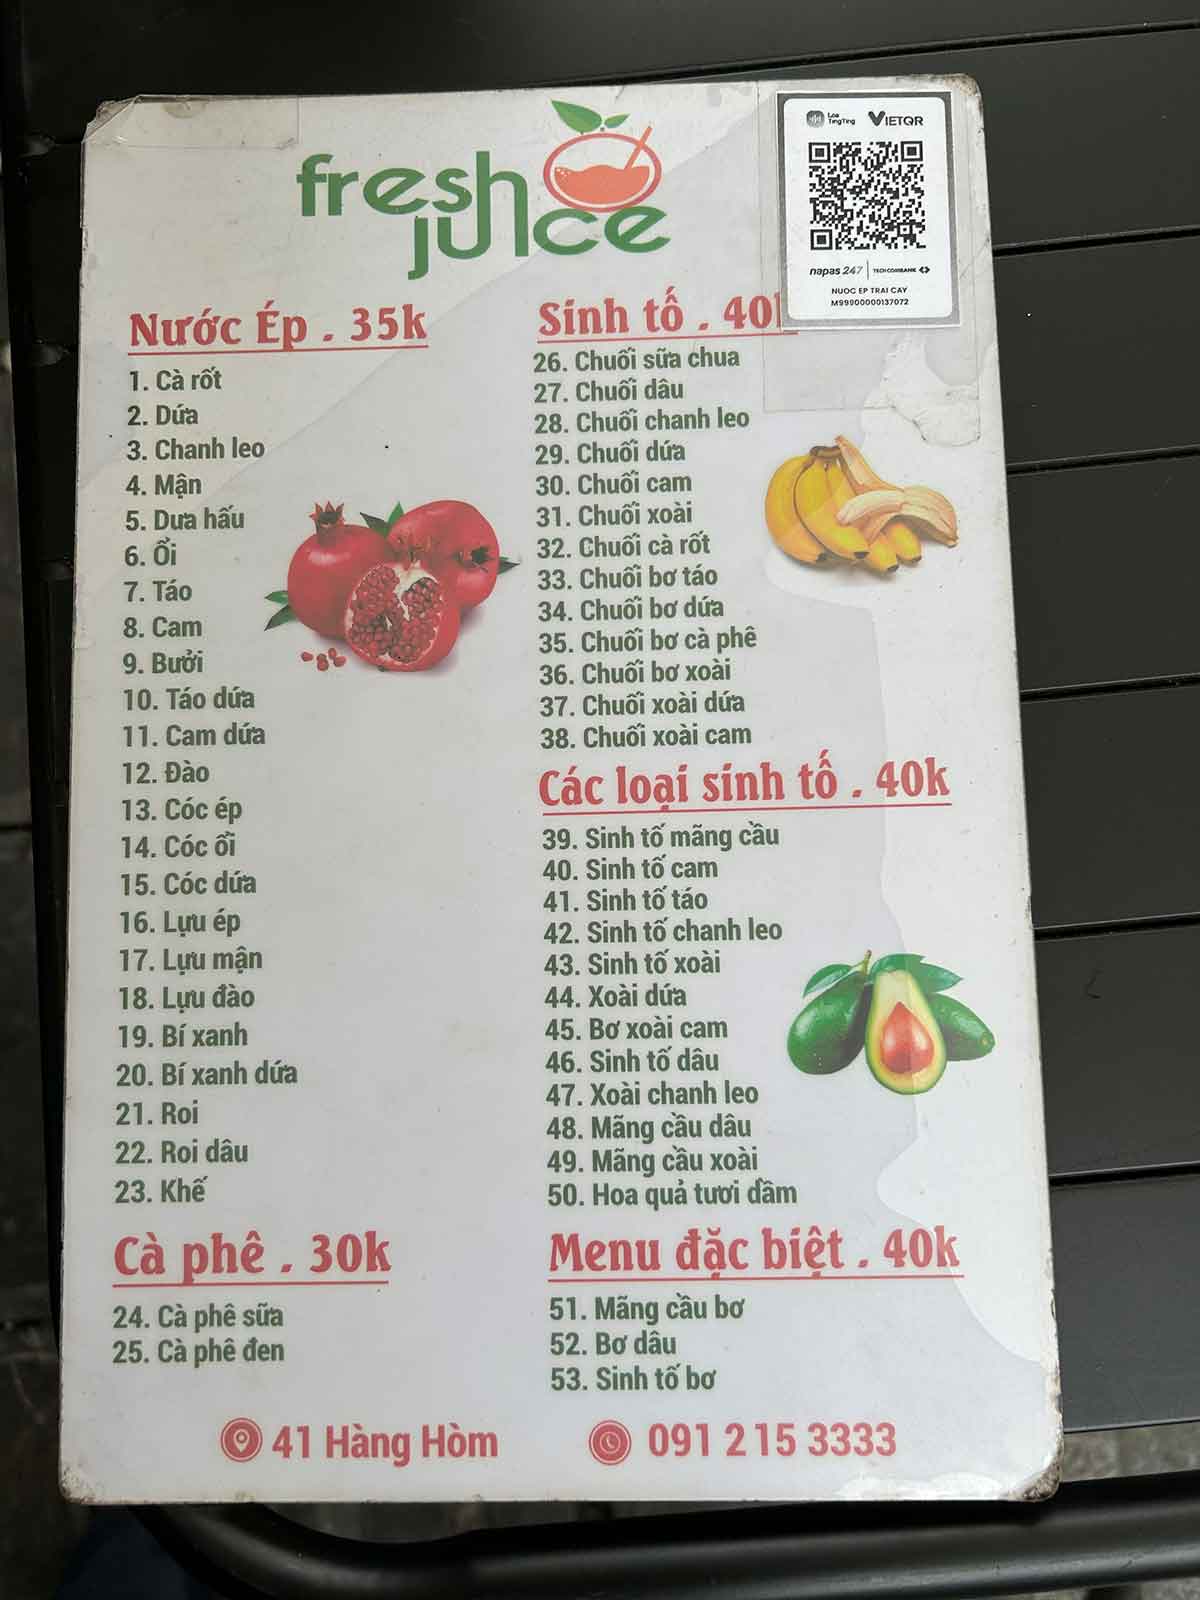 fresh
juice
Loa
TingTing
VIETQR
napas 247 | TECHCOMBANK
NUOC EP TRAI CAY
M99900000137072
Nước Ép . 35k
1. Cà rốt
2. Dứa
3. Chanh leo
4. Mận
5. Dưa hấu
6. Ổi
7. Táo
8. Cam
9. Bưởi
10. Táo dứa
11. Cam dứa
12. Đào
13. Cóc ép
14. Cóc ổi
15. Cóc dứa
16. Lựu ép
17. Lựu mận
18. Lựu đào
19. Bí xanh
20. Bí xanh dứa
21. Roi
22. Roi dâu
23. Khế
Cà phê . 30k
24. Cà phê sữa
25. Cà phê đen
Sinh tố . 40k
26. Chuối sữa chua
27. Chuối dâu
28. Chuối chanh leo
29. Chuối dứa
30. Chuối cam
31. Chuối xoài
32. Chuối cà rốt
33. Chuối bơ táo
34. Chuối bơ dứa
35. Chuối bơ cà phê
36. Chuối bơ xoài
37. Chuối xoài dứa
38. Chuối xoài cam
Các loại sinh tố . 40k
39. Sinh tố mãng cầu
40. Sinh tố cam
41. Sinh tố táo
42. Sinh tố chanh leo
43. Sinh tố xoài
44. Xoài dứa
45. Bơ xoài cam
46. Sinh tố dâu
47. Xoài chanh leo
48. Mãng cầu dâu
49. Mãng cầu xoài
50. Hoa quả tươi dầm
Menu đặc biệt . 40k
51. Mãng cầu bơ
52. Bơ dâu
53. Sinh tố bơ
41 Hàng Hòm
091 215 3333